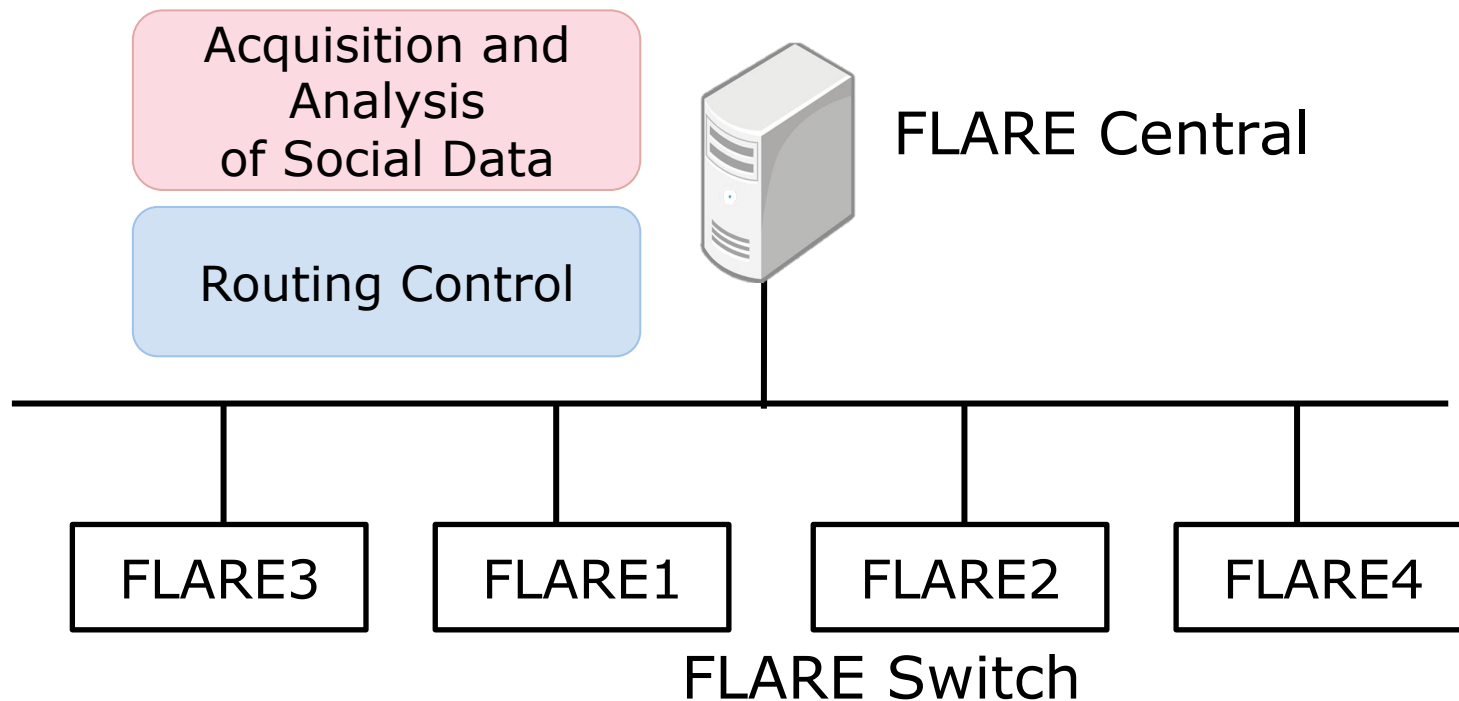 Acquisition and
Analysis
of Social Data
FLARE Central
Routing Control
FLARE3
FLARE1
FLARE2
FLARE4
FLARE Switch